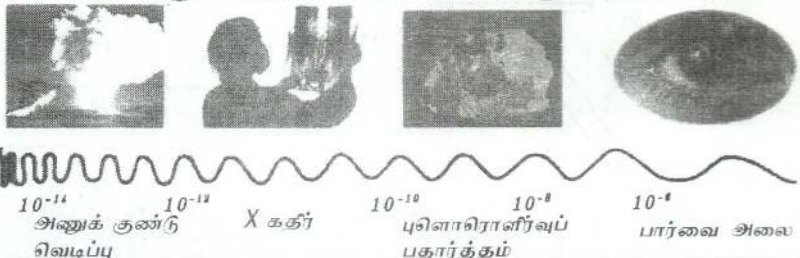 10⁻¹⁴ 10⁻¹² 10⁻¹⁰ 10⁻⁸ 10⁻⁶
அணுக் குண்டு வெடிப்பு
X கதிர்
புளொரொளிர்வுப் பதார்த்தம்
பார்வை அலை